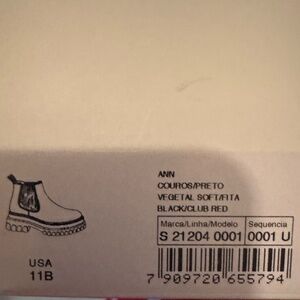 ANN
COUROS/PRETO
VEGETAL SOFT/FITA
BLACK/CLUB RED
Marca/Linha/Modelo Sequencia
S 21204 0001 0001 U
USA
11B
7 909720 655794